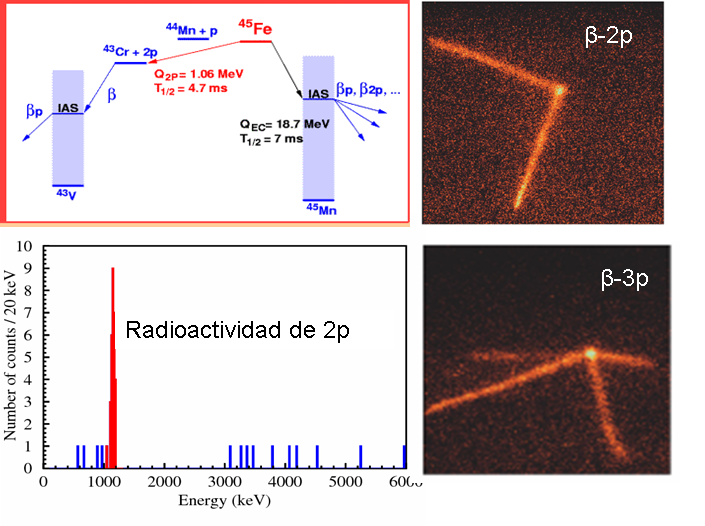 ⁴⁴Mn + p
⁴⁵Fe
⁴³Cr + 2p
Q₂P= 1.06 MeV
T₁/₂ = 4.7 ms
β
βp
IAS
IAS
βp, β2p, ...
Q_EC= 18.7 MeV
T₁/₂ = 7 ms
⁴³V
⁴⁵Mn
β-2p
Number of counts / 20 keV
10
9
8
7
6
5
4
3
2
1
0
Radioactividad de 2p
0
1000
2000
3000
4000
5000
6000
Energy (keV)
β-3p